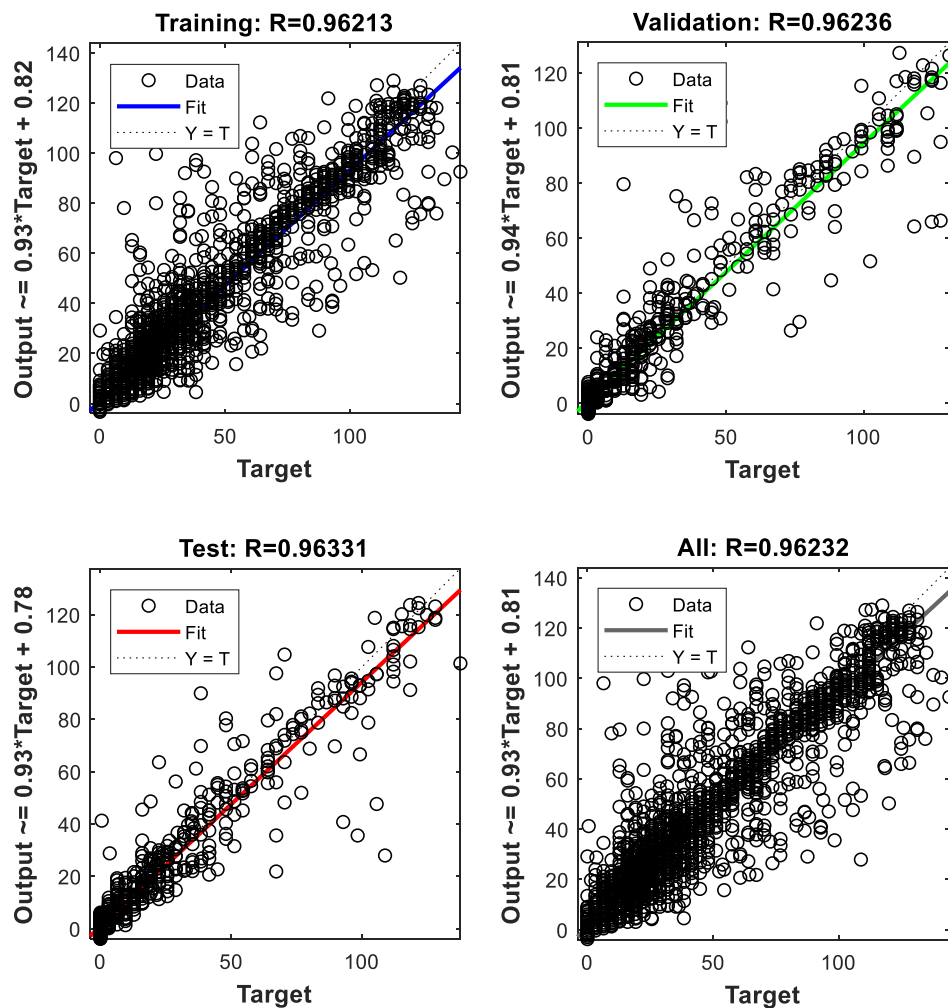 Training: R=0.96213
Output ~= 0.93*Target + 0.82
140
120
100
80
60
40
20
0
Data
Fit
Y = T
0
50
100
Target
Validation: R=0.96236
Output ~= 0.94*Target + 0.81
120
100
80
60
40
20
0
Data
Fit
Y = T
0
50
100
Target
Test: R=0.96331
Output ~= 0.93*Target + 0.78
120
100
80
60
40
20
0
Data
Fit
Y = T
0
50
100
Target
All: R=0.96232
Output ~= 0.93*Target + 0.81
140
120
100
80
60
40
20
0
Data
Fit
Y = T
0
50
100
Target